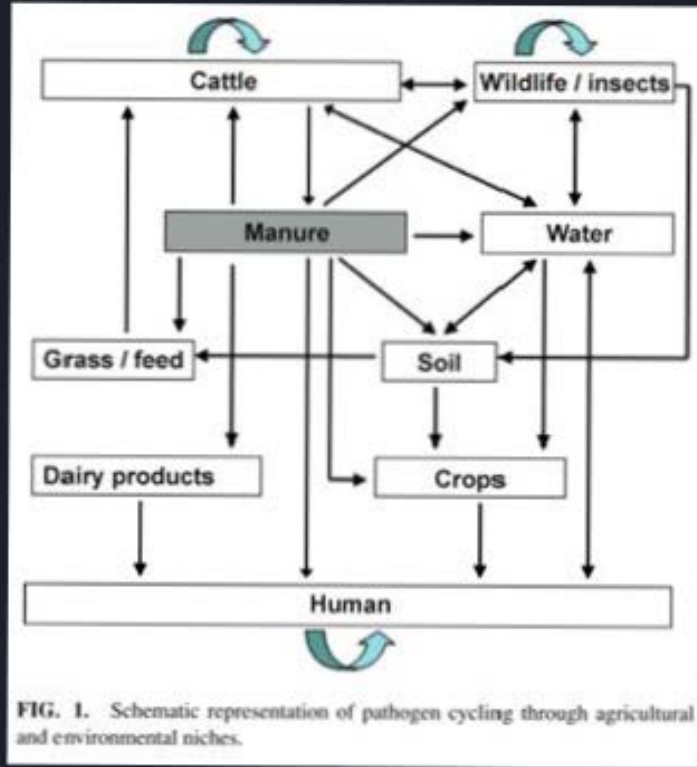 Cattle
Wildlife / insects
Manure
Water
Grass / feed
Soil
Dairy products
Crops
Human
FIG. 1. Schematic representation of pathogen cycling through agricultural
and environmental niches.